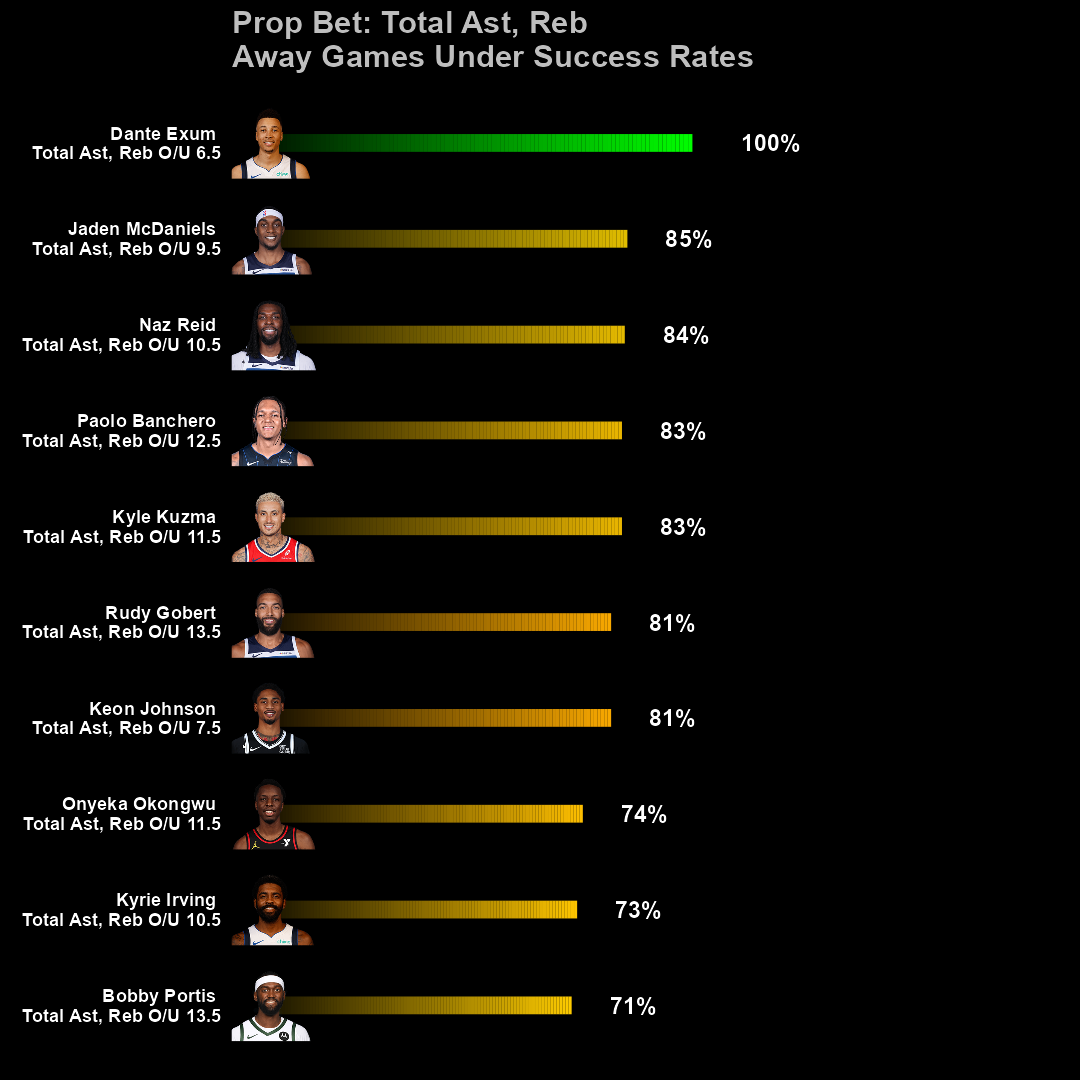 Prop Bet: Total Ast, Reb
Away Games Under Success Rates
Dante Exum
Total Ast, Reb O/U 6.5
100%
Jaden McDaniels
Total Ast, Reb O/U 9.5
85%
Naz Reid
Total Ast, Reb O/U 10.5
84%
Paolo Banchero
Total Ast, Reb O/U 12.5
83%
Kyle Kuzma
Total Ast, Reb O/U 11.5
83%
Rudy Gobert
Total Ast, Reb O/U 13.5
81%
Keon Johnson
Total Ast, Reb O/U 7.5
81%
Onyeka Okongwu
Total Ast, Reb O/U 11.5
74%
Kyrie Irving
Total Ast, Reb O/U 10.5
73%
Bobby Portis
Total Ast, Reb O/U 13.5
71%